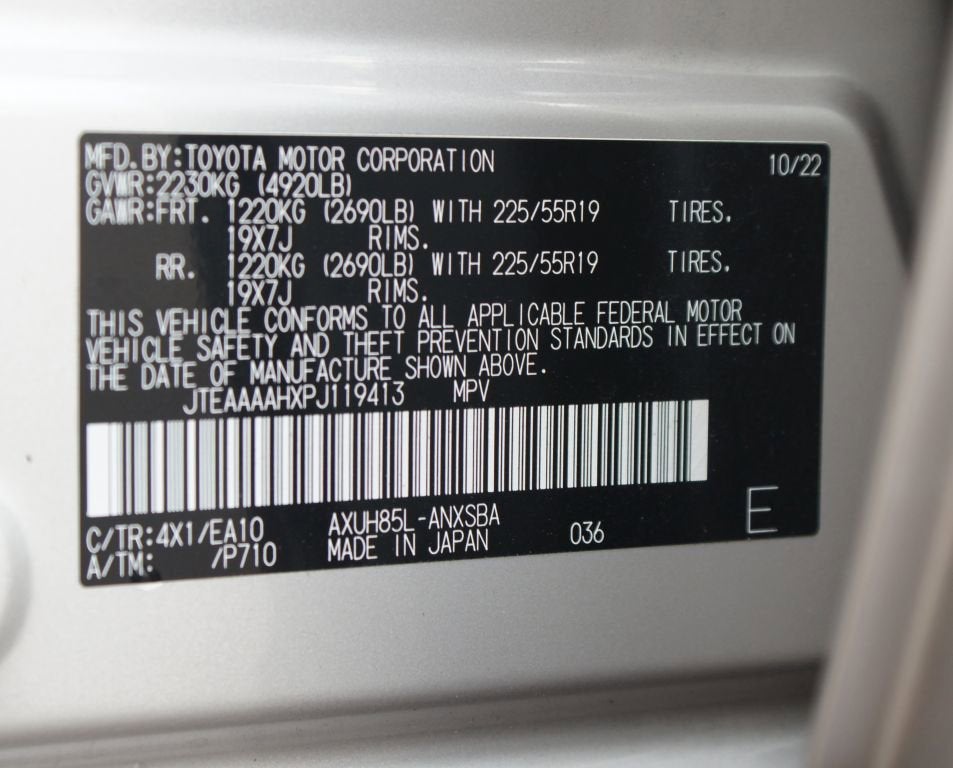 MFD.BY:TOYOTA MOTOR CORPORATION 10/22
GVWR:2230KG (4920LB)
GAWR:FRT. 1220KG (2690LB) WITH 225/55R19 TIRES.
19X7J RIMS.
RR. 1220KG (2690LB) WITH 225/55R19 TIRES.
19X7J RIMS.
THIS VEHICLE CONFORMS TO ALL APPLICABLE FEDERAL MOTOR
VEHICLE SAFETY AND THEFT PREVENTION STANDARDS IN EFFECT ON
THE DATE OF MANUFACTURE SHOWN ABOVE.
JTEAAAAHXPJ119413 MPV
C/TR:4X1/EA10 AXUH85L-ANXSBA 036 E
A/TM: /P710 MADE IN JAPAN